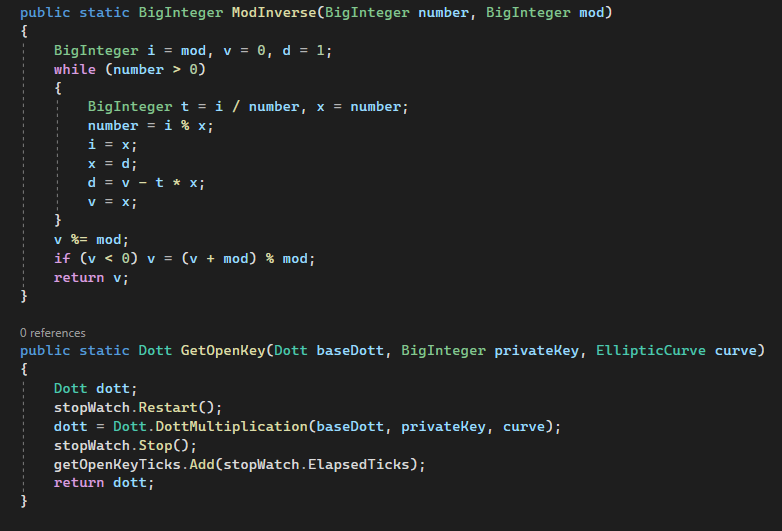 public static BigInteger ModInverse(BigInteger number, BigInteger mod)
{
    BigInteger i = mod, v = 0, d = 1;
    while (number > 0)
    {
        BigInteger t = i / number, x = number;
        number = i % x;
        i = x;
        x = d;
        d = v - t * x;
        v = x;
    }
    v %= mod;
    if (v < 0) v = (v + mod) % mod;
    return v;
}
0 references
public static Dott GetOpenKey(Dott baseDott, BigInteger privateKey, EllipticCurve curve)
{
    Dott dott;
    stopWatch.Restart();
    dott = Dott.DottMultiplication(baseDott, privateKey, curve);
    stopWatch.Stop();
    getOpenKeyTicks.Add(stopWatch.ElapsedTicks);
    return dott;
}